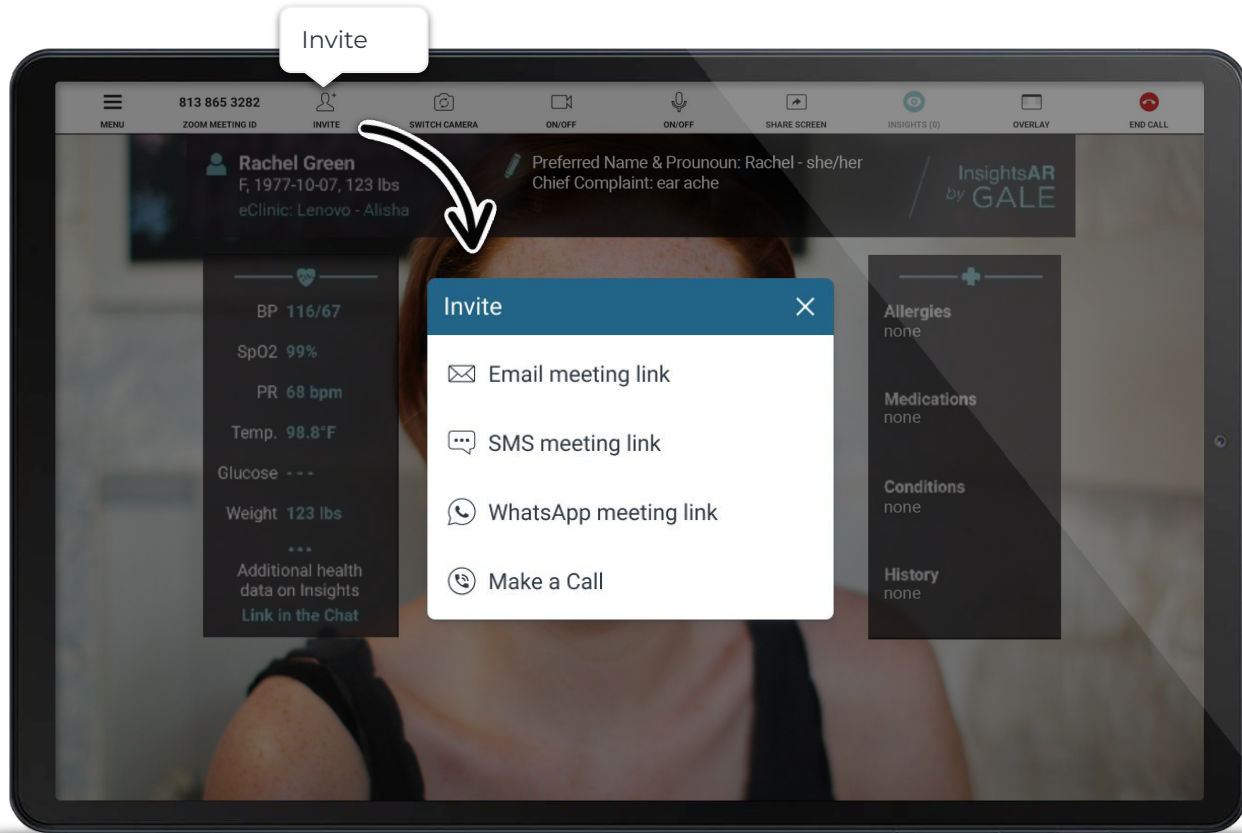 Invite
813 865 3282
MENU
ZOOM MEETING ID
INVITE
SWITCH CAMERA
ON/OFF
ON/OFF
SHARE SCREEN
INSIGHTS (0)
OVERLAY
END CALL
Rachel Green
F, 1977-10-07, 123 lbs
eClinic: Lenovo - Alisha
Preferred Name & Prounoun: Rachel - she/her
Chief Complaint: ear ache
InsightsAR
by GALE
BP 116/67
SpO2 99%
PR 68 bpm
Temp. 98.8°F
Glucose - - -
Weight 123 lbs
...
Additional health
data on Insights
Link in the Chat
Invite
Email meeting link
SMS meeting link
WhatsApp meeting link
Make a Call
Allergies
none
Medications
none
Conditions
none
History
none